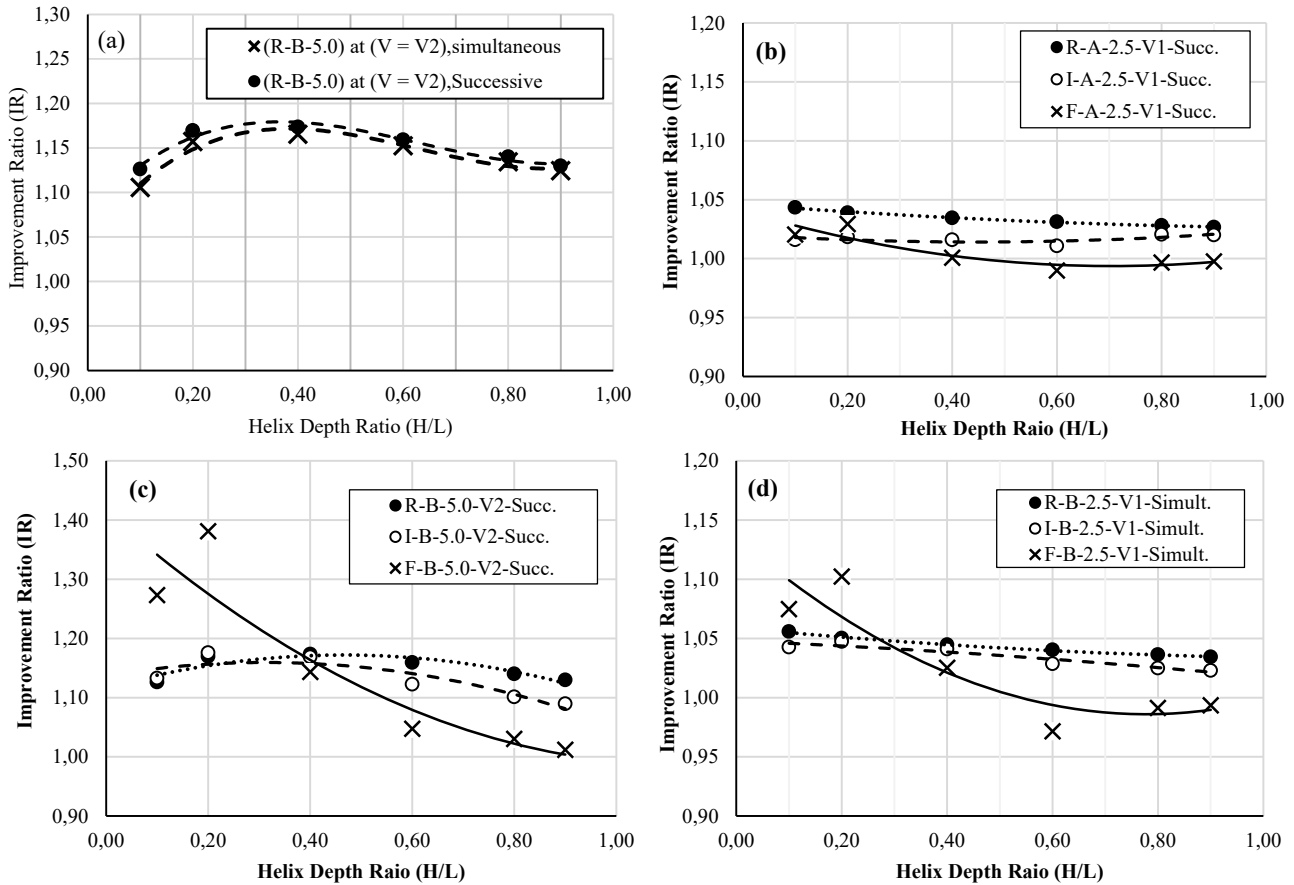 (a)
(R-B-5.0) at (V = V2),simultaneous
(R-B-5.0) at (V = V2),Successive
Improvement Ratio (IR)
1,30
1,25
1,20
1,15
1,10
1,05
1,00
0,95
0,90
0,00 0,20 0,40 0,60 0,80 1,00
Helix Depth Ratio (H/L)
(b)
R-A-2.5-V1-Succ.
I-A-2.5-V1-Succ.
F-A-2.5-V1-Succ.
Improvement Ratio (IR)
1,20
1,15
1,10
1,05
1,00
0,95
0,90
0,00 0,20 0,40 0,60 0,80 1,00
Helix Depth Raio (H/L)
(c)
R-B-5.0-V2-Succ.
I-B-5.0-V2-Succ.
F-B-5.0-V2-Succ.
Improvement Ratio (IR)
1,50
1,40
1,30
1,20
1,10
1,00
0,90
0,00 0,20 0,40 0,60 0,80 1,00
Helix Depth Raio (H/L)
(d)
R-B-2.5-V1-Simult.
I-B-2.5-V1-Simult.
F-B-2.5-V1-Simult.
Improvement Ratio (IR)
1,20
1,15
1,10
1,05
1,00
0,95
0,90
0,00 0,20 0,40 0,60 0,80 1,00
Helix Depth Raio (H/L)